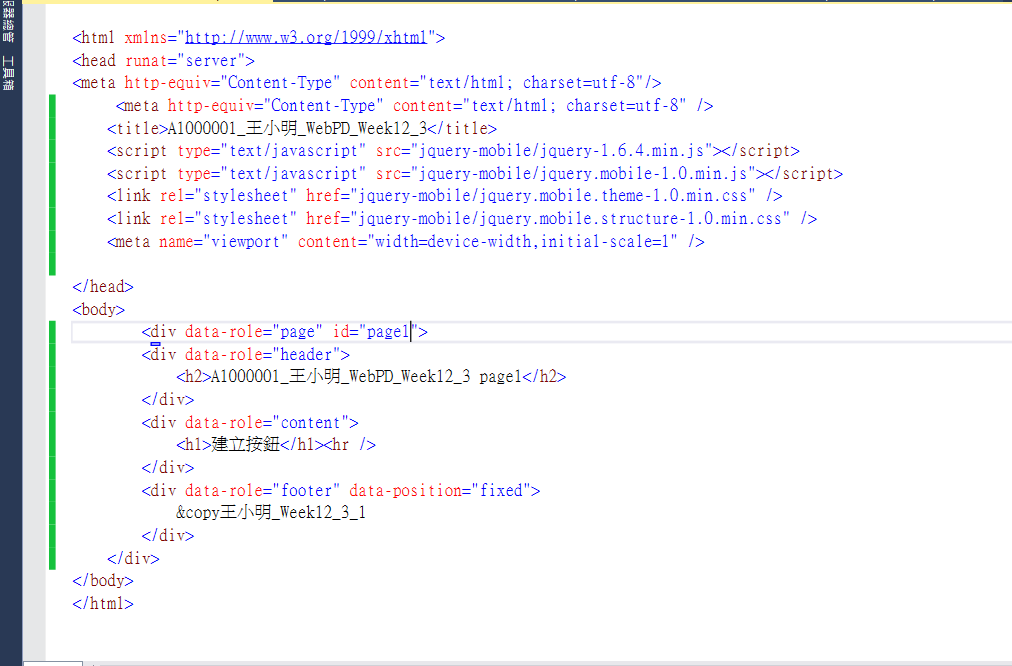 器總管 工具箱
<html xmlns="http://www.w3.org/1999/xhtml">
<head runat="server">
<meta http-equiv="Content-Type" content="text/html; charset=utf-8"/>
<meta http-equiv="Content-Type" content="text/html; charset=utf-8" />
<title>A1000001_王小明_WebPD_Week12_3</title>
<script type="text/javascript" src="jquery-mobile/jquery-1.6.4.min.js"></script>
<script type="text/javascript" src="jquery-mobile/jquery.mobile-1.0.min.js"></script>
<link rel="stylesheet" href="jquery-mobile/jquery.mobile.theme-1.0.min.css" />
<link rel="stylesheet" href="jquery-mobile/jquery.mobile.structure-1.0.min.css" />
<meta name="viewport" content="width=device-width,initial-scale=1" />
</head>
<body>
<div data-role="page" id="page1">
<div data-role="header">
<h2>A1000001_王小明_WebPD_Week12_3 page1</h2>
</div>
<div data-role="content">
<h1>建立按鈕</h1><hr />
</div>
<div data-role="footer" data-position="fixed">
&copy王小明_Week12_3_1
</div>
</div>
</body>
</html>